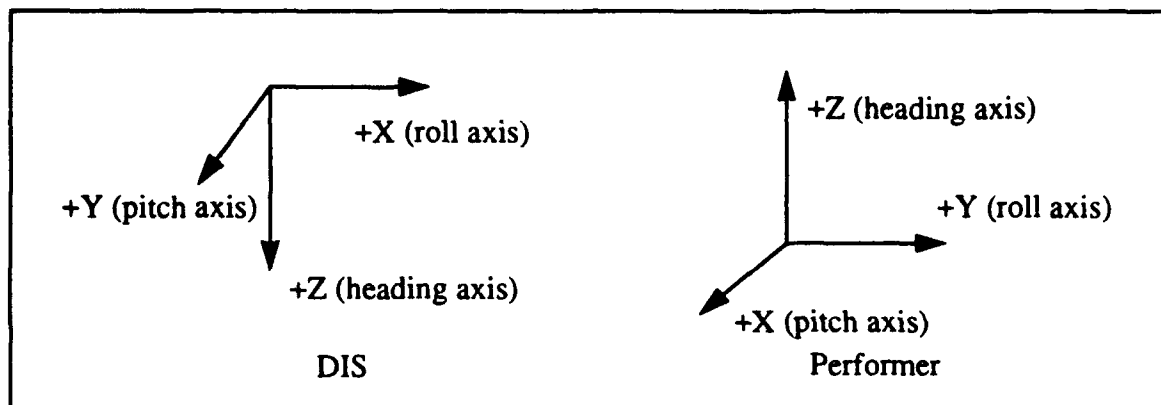 +X (roll axis)
+Y (pitch axis)
+Z (heading axis)
DIS
+Z (heading axis)
+Y (roll axis)
+X (pitch axis)
Performer